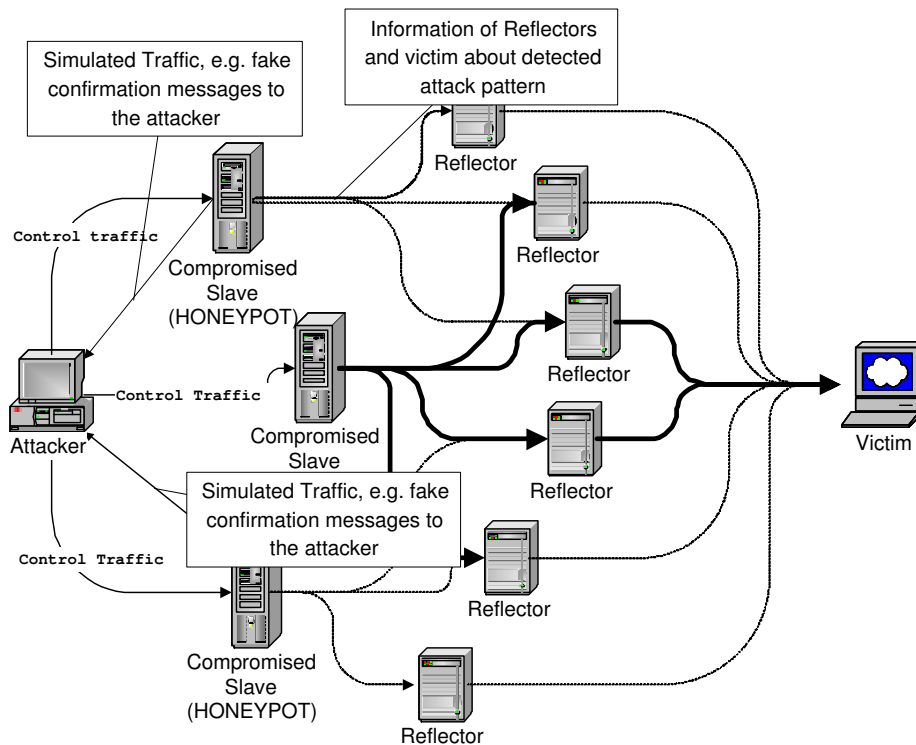 Simulated Traffic, e.g. fake
confirmation messages to
the attacker
Information of Reflectors
and victim about detected
attack pattern
Reflector
Control traffic
Compromised
Slave
(HONEYPOT)
Reflector
Reflector
Attacker
Control Traffic
Compromised
Slave
Victim
Reflector
Simulated Traffic, e.g. fake
confirmation messages to
the attacker
Control Traffic
Reflector
Compromised
Slave
(HONEYPOT)
Reflector